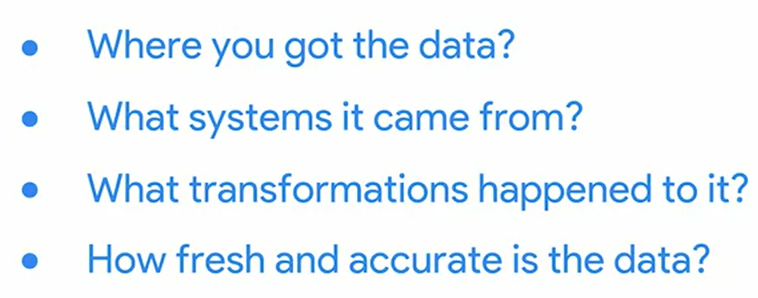 • Where you got the data?
• What systems it came from?
• What transformations happened to it?
• How fresh and accurate is the data?